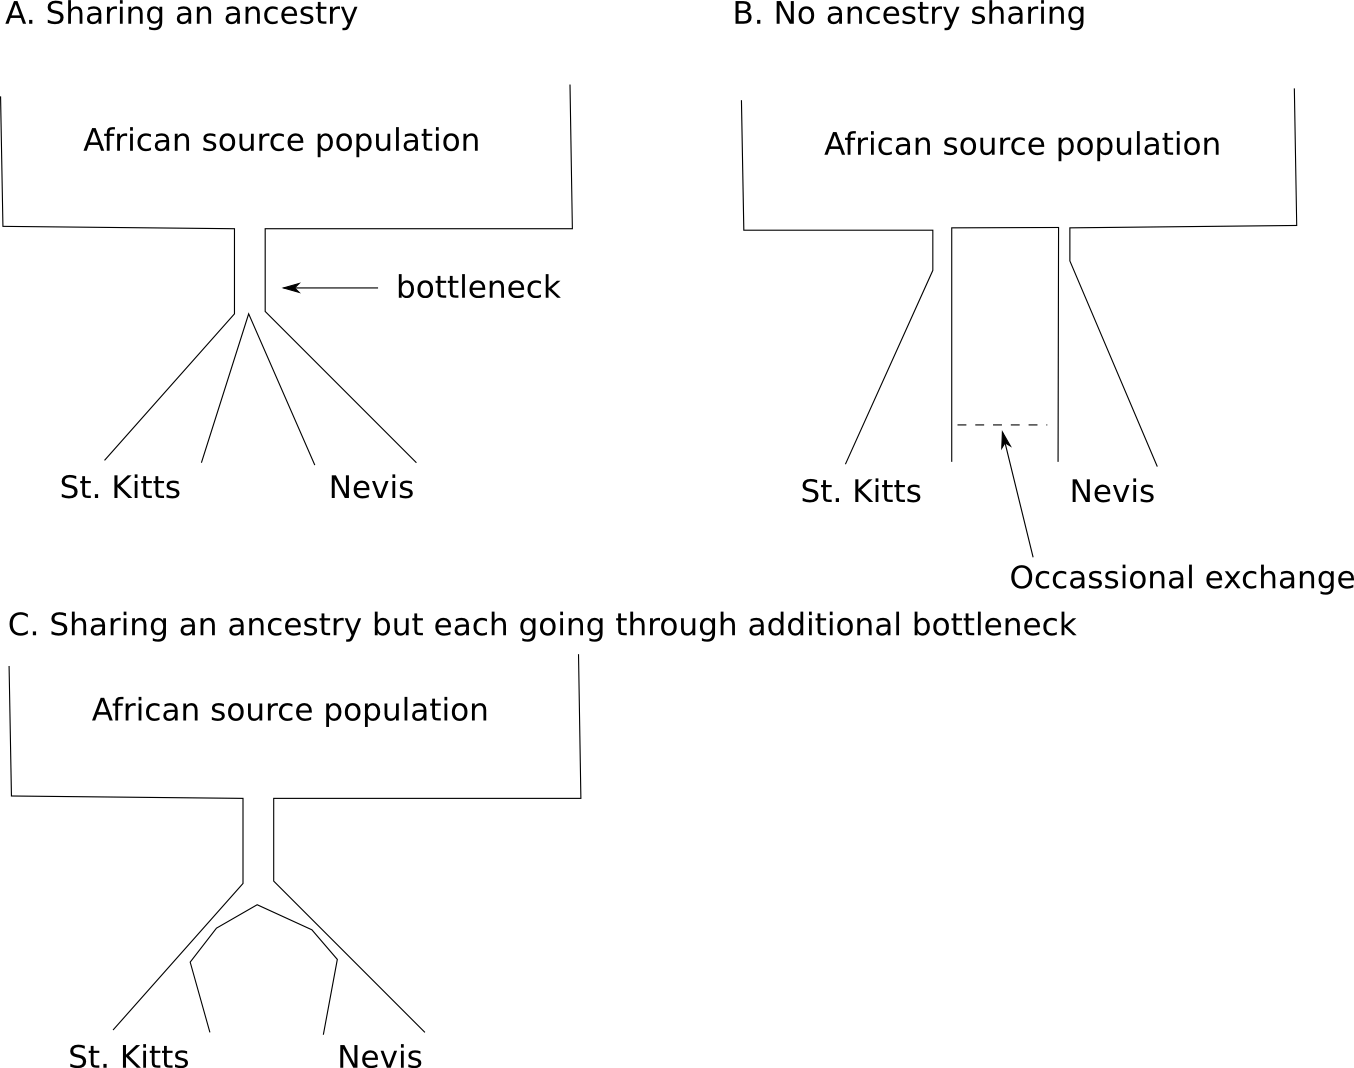 A. Sharing an ancestry
African source population
bottleneck
St. Kitts
Nevis
B. No ancestry sharing
African source population
St. Kitts
Nevis
Occassional exchange
C. Sharing an ancestry but each going through additional bottleneck
African source population
St. Kitts
Nevis